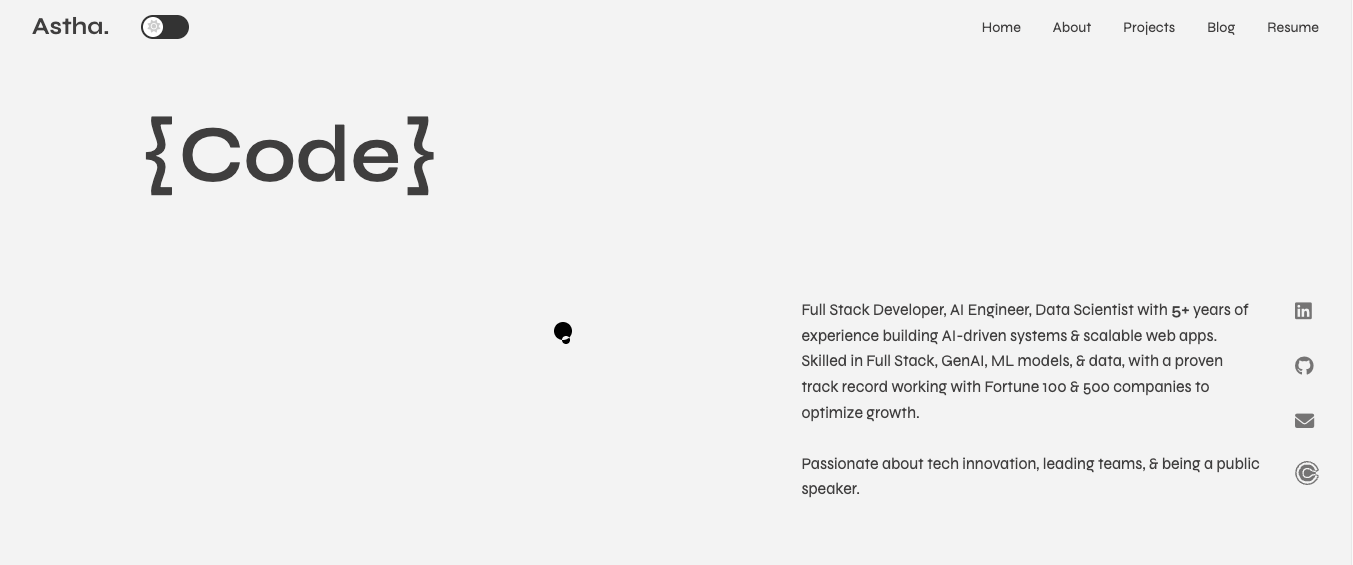 Astha.
Home About Projects Blog Resume
{Code}
Full Stack Developer, AI Engineer, Data Scientist with 5+ years of
experience building AI-driven systems & scalable web apps.
Skilled in Full Stack, GenAI, ML models, & data, with a proven
track record working with Fortune 100 & 500 companies to
optimize growth.
Passionate about tech innovation, leading teams, & being a public
speaker.
in